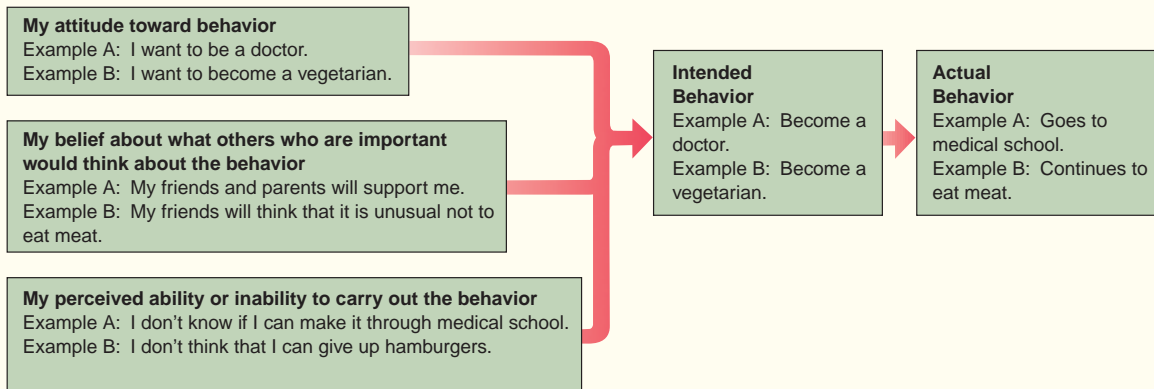 My attitude toward behavior
Example A: I want to be a doctor.
Example B: I want to become a vegetarian.
My belief about what others who are important
would think about the behavior
Example A: My friends and parents will support me.
Example B: My friends will think that it is unusual not to
eat meat.
My perceived ability or inability to carry out the behavior
Example A: I don't know if I can make it through medical school.
Example B: I don't think that I can give up hamburgers.
Intended
Behavior
Example A: Become a
doctor.
Example B: Become a
vegetarian.
Actual
Behavior
Example A: Goes to
medical school.
Example B: Continues to
eat meat.